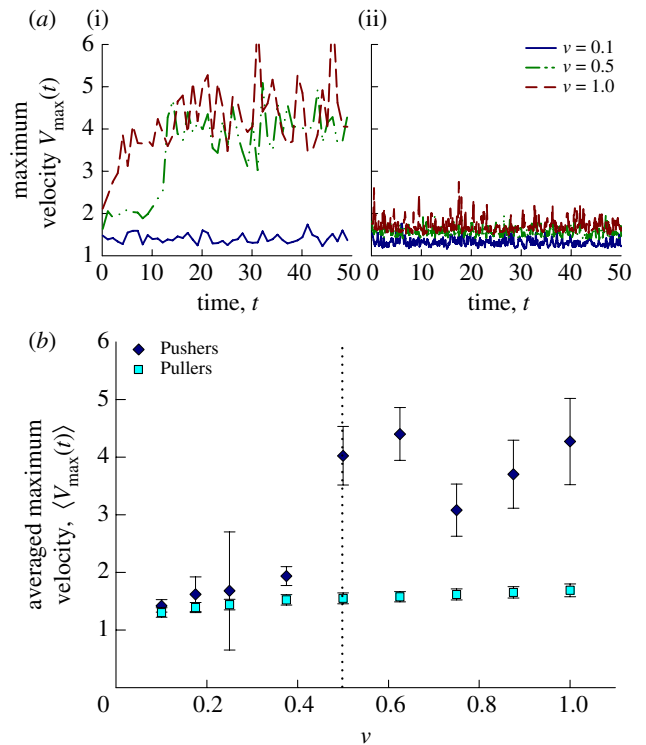 (a) (i) (ii)
6
5
4
3
2
1
maximum
velocity Vmax(t)
0 10 20 30 40 50
time, t
v = 0.1
v = 0.5
v = 1.0
0 10 20 30 40 50
time, t
(b)
6
5
4
3
2
1
averaged maximum
velocity, ⟨Vmax(t)⟩
Pushers
Pullers
0 0.2 0.4 0.6 0.8 1.0
v